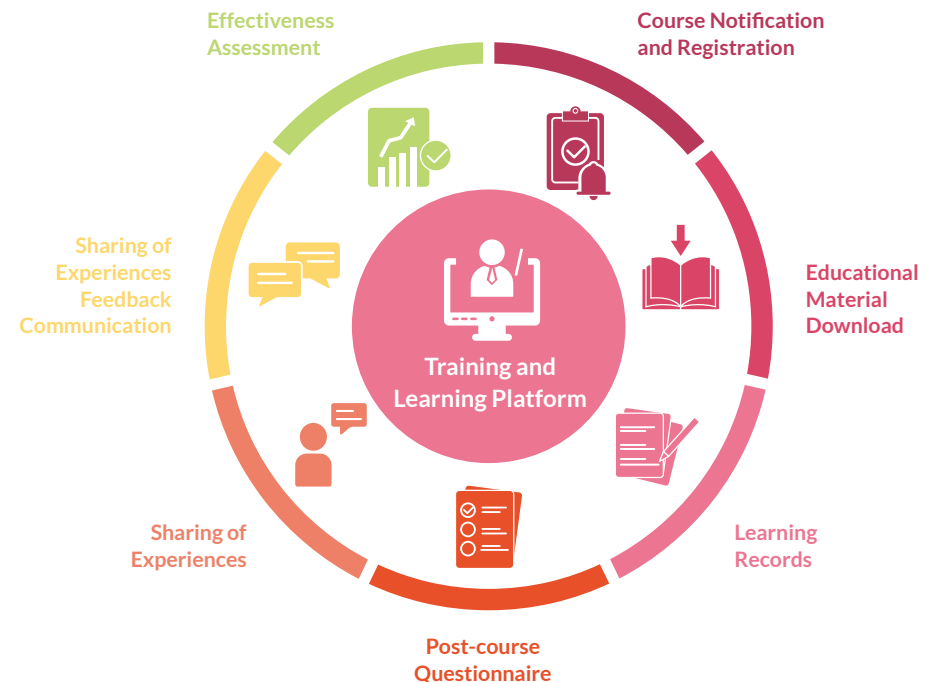 Effectiveness
Assessment
Course Notification
and Registration
Sharing of
Experiences
Feedback
Communication
Educational
Material
Download
Training and
Learning Platform
Sharing of
Experiences
Learning
Records
Post-course
Questionnaire